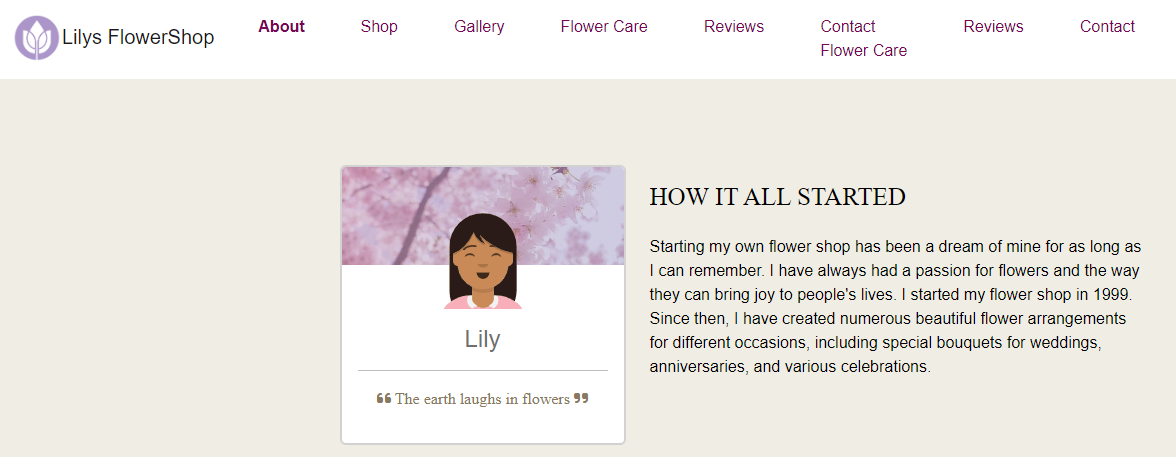 Lilys FlowerShop
About Shop Gallery Flower Care Reviews Contact Reviews Contact
Flower Care
HOW IT ALL STARTED
Starting my own flower shop has been a dream of mine for as long as
I can remember. I have always had a passion for flowers and the way
they can bring joy to people's lives. I started my flower shop in 1999.
Since then, I have created numerous beautiful flower arrangements
for different occasions, including special bouquets for weddings,
anniversaries, and various celebrations.
Lily
❝ The earth laughs in flowers ❞